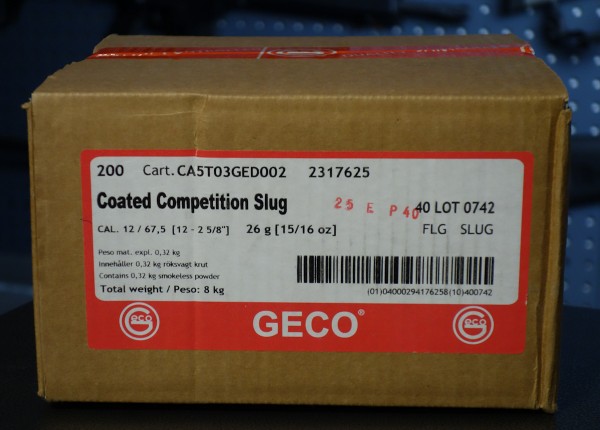 200 Cart. CA5T03GED002 2317625
Coated Competition Slug
25 E P 40
40 LOT 0742
CAL. 12 / 67,5 [12 - 2 5/8"] 26 g [15/16 oz]
FLG SLUG
Peso mat. expl. 0,32 kg
Innehåller 0,32 kg röksvagt krut
Contains 0,32 kg smokeless powder
Total weight / Peso: 8 kg
(01)04000294176258(10)400742
Geco
GECO®
Geco